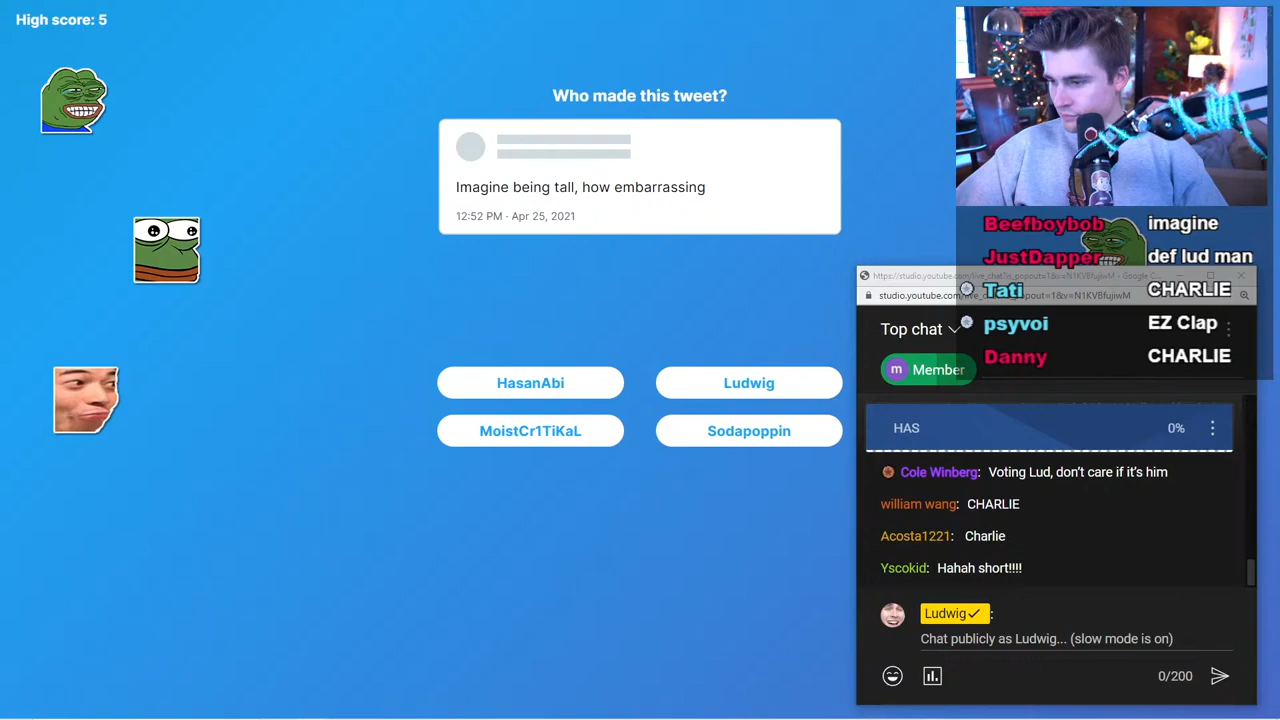 High score: 5
Who made this tweet?
Imagine being tall, how embarrassing
12:52 PM · Apr 25, 2021
HasanAbi
Ludwig
MoistCr1TiKaL
Sodapoppin
Beefboybob imagine
JustDapper def lud man
Tati CHARLIE
psyvoi EZ Clap
Danny CHARLIE
Top chat
m Member
HAS 0%
Cole Winberg: Voting Lud, don't care if it's him
william wang: CHARLIE
Acosta1221: Charlie
Yscokid: Hahah short!!!!
Ludwig :
Chat publicly as Ludwig... (slow mode is on)
0/200